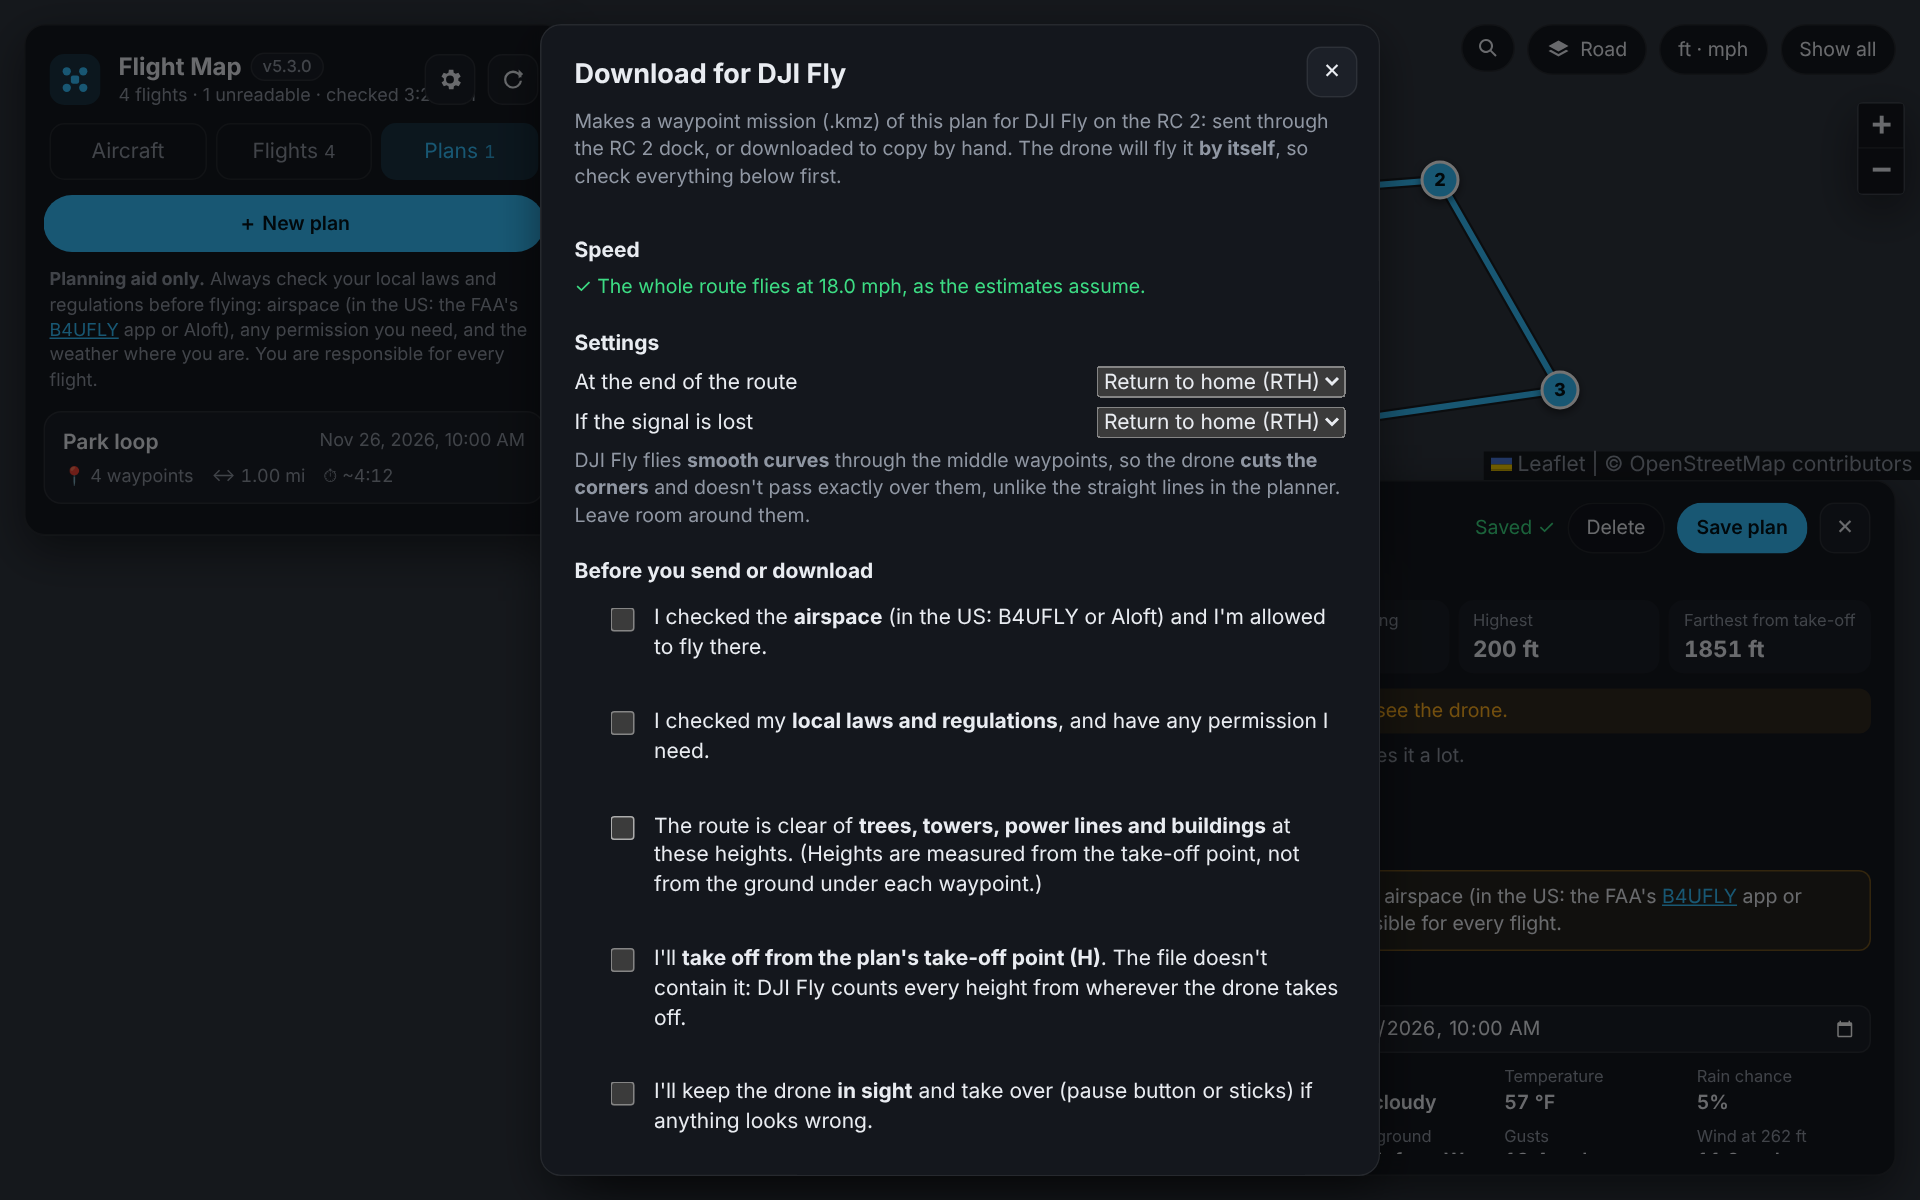 Flight Map v5.3.0
4 flights · 1 unreadable · checked 3:2
Aircraft
Flights 4
Plans 1
+ New plan
Planning aid only. Always check your local laws and
regulations before flying: airspace (in the US: the FAA's
B4UFLY app or Aloft), any permission you need, and the
weather where you are. You are responsible for every
flight.
Park loop
Nov 26, 2026, 10:00 AM
4 waypoints
1.00 mi
~4:12
Download for DJI Fly
Makes a waypoint mission (.kmz) of this plan for DJI Fly on the RC 2: sent through
the RC 2 dock, or downloaded to copy by hand. The drone will fly it by itself, so
check everything below first.
Speed
✓ The whole route flies at 18.0 mph, as the estimates assume.
Settings
At the end of the route
Return to home (RTH)
If the signal is lost
Return to home (RTH)
DJI Fly flies smooth curves through the middle waypoints, so the drone cuts the
corners and doesn't pass exactly over them, unlike the straight lines in the planner.
Leave room around them.
Before you send or download
I checked the airspace (in the US: B4UFLY or Aloft) and I'm allowed
to fly there.
I checked my local laws and regulations, and have any permission I
need.
The route is clear of trees, towers, power lines and buildings at
these heights. (Heights are measured from the take-off point, not
from the ground under each waypoint.)
I'll take off from the plan's take-off point (H). The file doesn't
contain it: DJI Fly counts every height from wherever the drone takes
off.
I'll keep the drone in sight and take over (pause button or sticks) if
anything looks wrong.
Road
ft · mph
Show all
+
−
2
3
Leaflet | © OpenStreetMap contributors
Saved ✓
Delete
Save plan
ng
Highest
200 ft
Farthest from take-off
1851 ft
see the drone.
es it a lot.
airspace (in the US: the FAA's B4UFLY app or
sible for every flight.
/2026, 10:00 AM
cloudy
Temperature
57 °F
Rain chance
5%
ground
Gusts
Wind at 262 ft